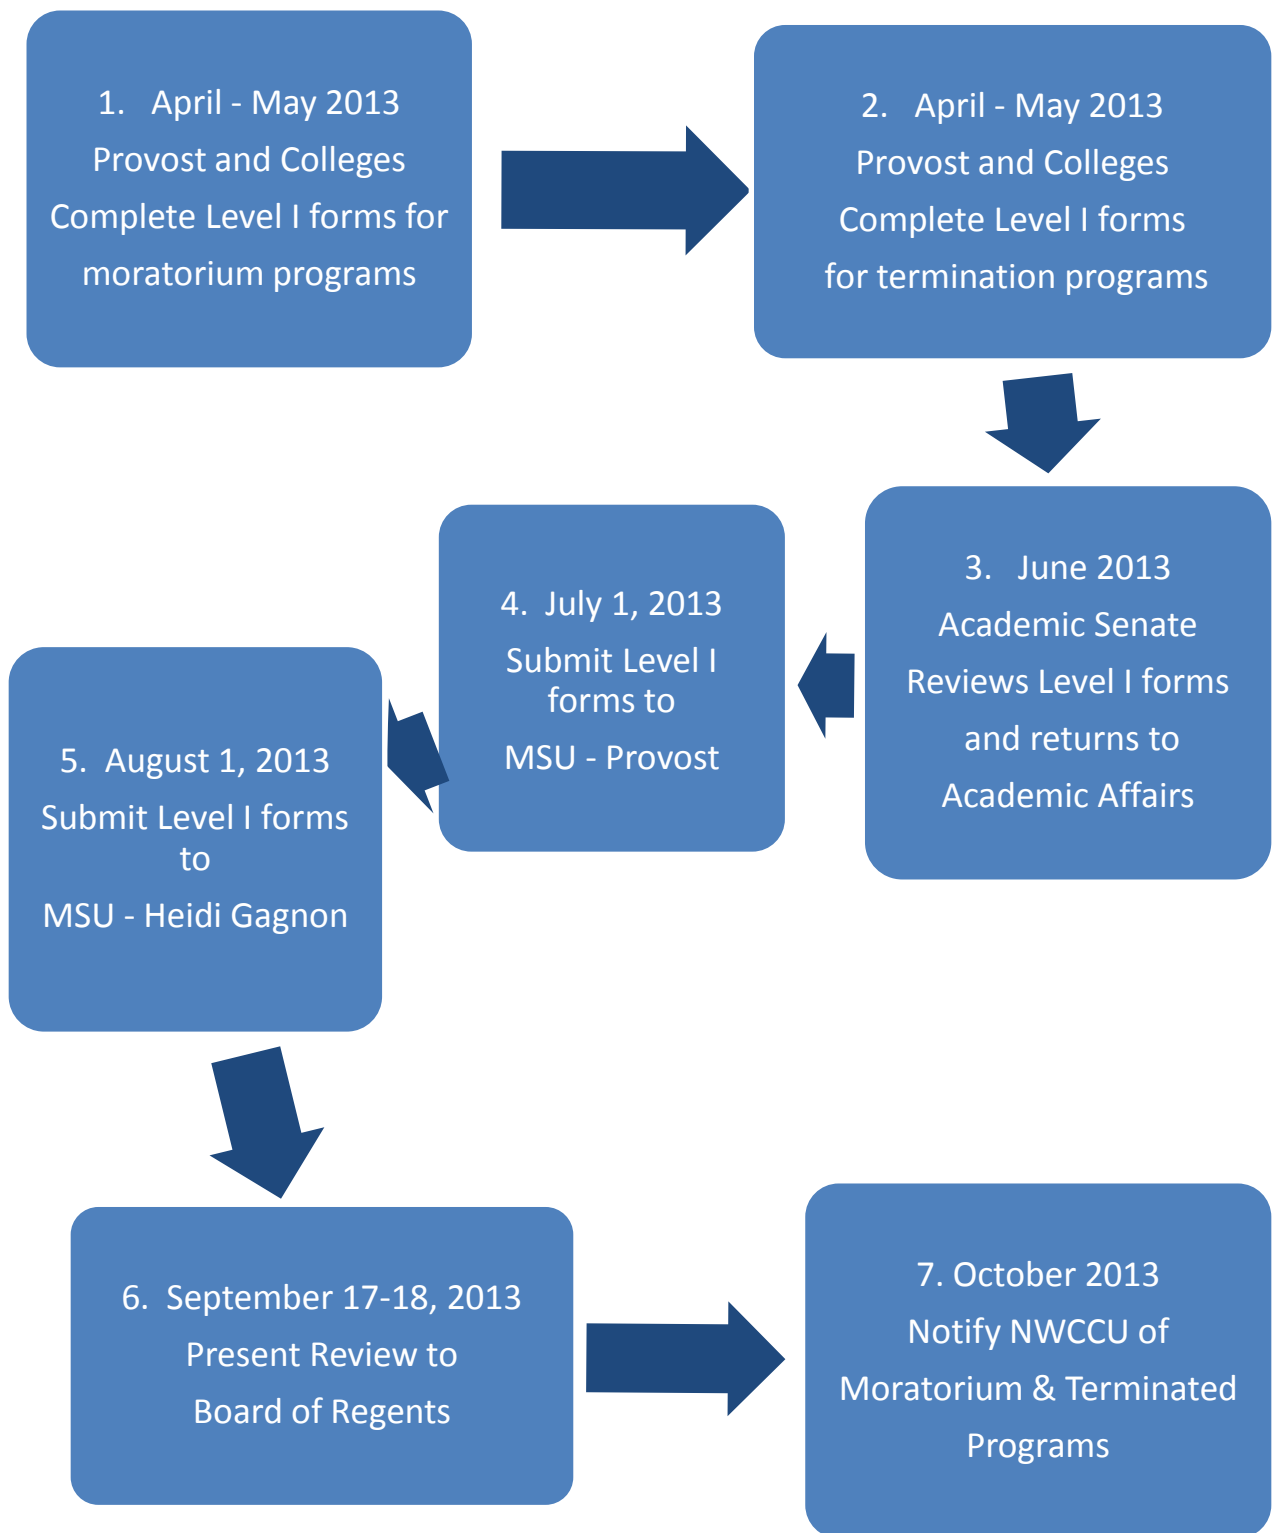 1. April - May 2013
Provost and Colleges
Complete Level I forms for
moratorium programs
2. April - May 2013
Provost and Colleges
Complete Level I forms
for termination programs
3. June 2013
Academic Senate
Reviews Level I forms
and returns to
Academic Affairs
4. July 1, 2013
Submit Level I
forms to
MSU - Provost
5. August 1, 2013
Submit Level I forms
to
MSU - Heidi Gagnon
6. September 17-18, 2013
Present Review to
Board of Regents
7. October 2013
Notify NWCCU of
Moratorium & Terminated
Programs